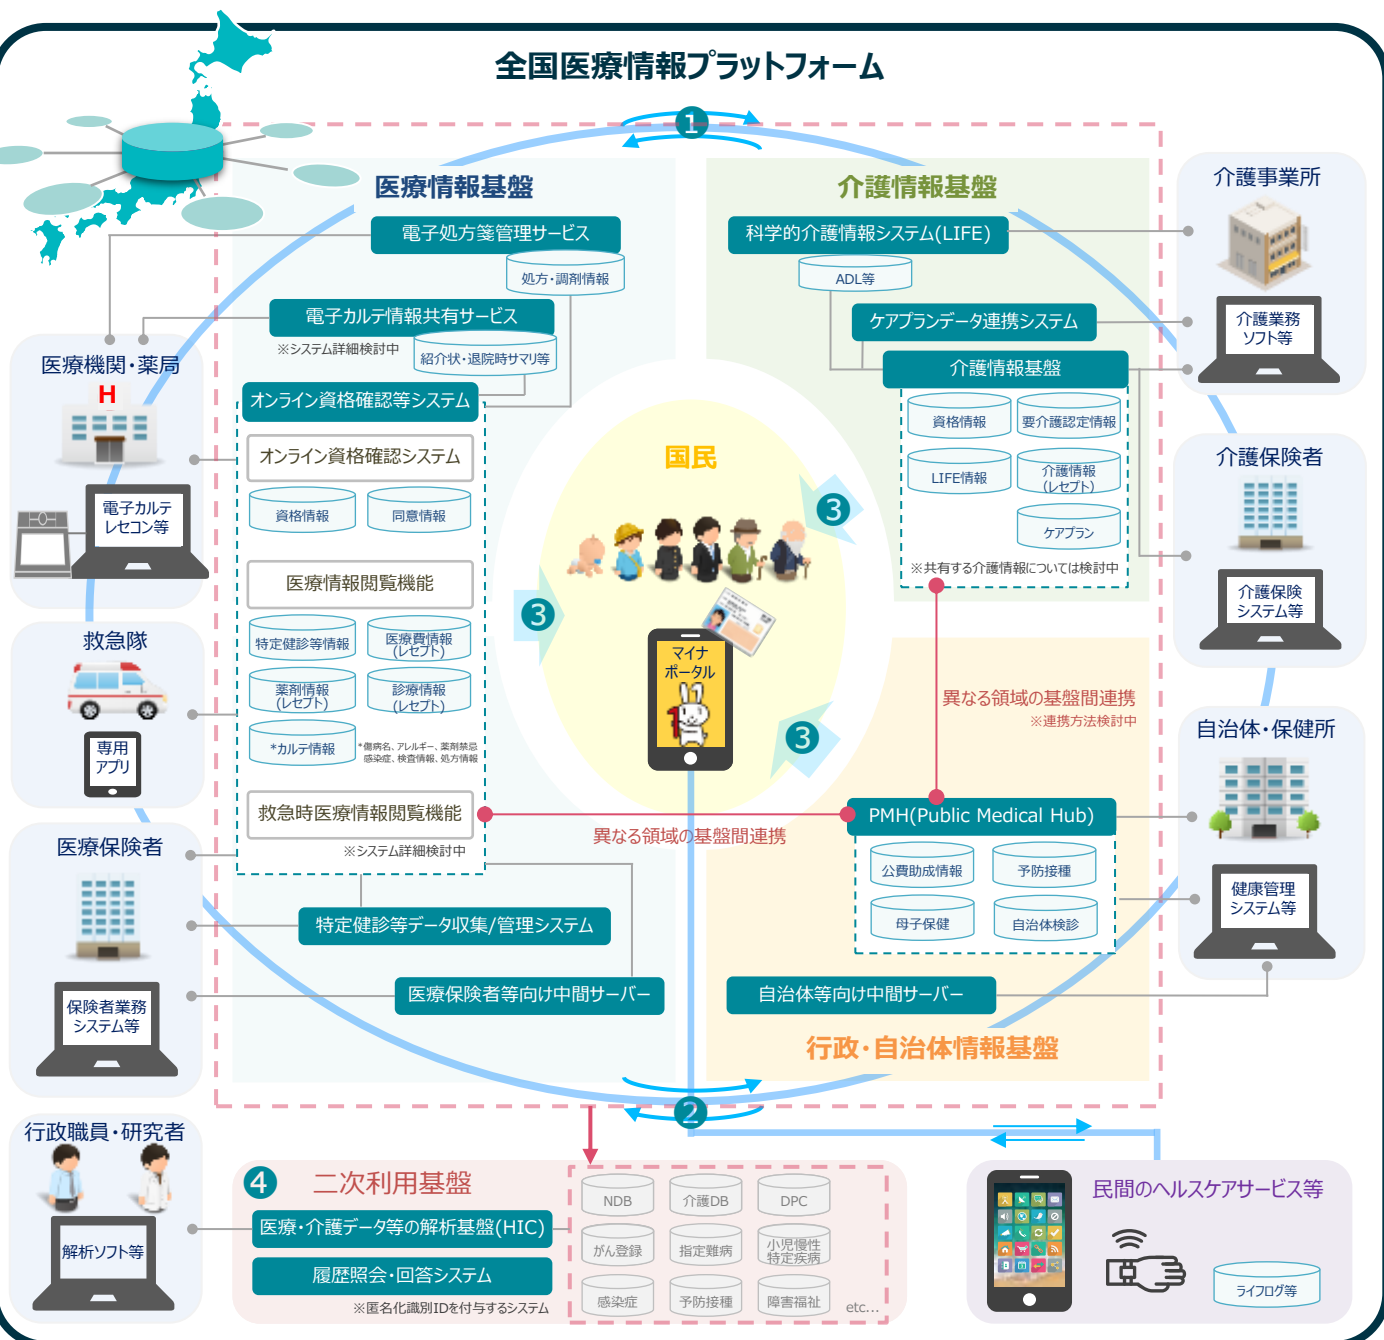 全国医療情報プラットフォーム
1
医療情報基盤
電子処方箋管理サービス
処方・調剤情報
電子カルテ情報共有サービス
※システム詳細検討中
紹介状・退院時サマリ等
オンライン資格確認等システム
オンライン資格確認システム
資格情報
同意情報
医療情報閲覧機能
特定健診等情報
医療費情報
(レセプト)
薬剤情報
(レセプト)
診療情報
(レセプト)
*カルテ情報
*傷病名、アレルギー、薬剤禁忌
感染症、検査情報、処方情報
救急時医療情報閲覧機能
※システム詳細検討中
特定健診等データ収集/管理システム
医療保険者等向け中間サーバー
介護情報基盤
科学的介護情報システム(LIFE)
ADL等
ケアプランデータ連携システム
介護情報基盤
資格情報
要介護認定情報
LIFE情報
介護情報
(レセプト)
ケアプラン
※共有する介護情報については検討中
国民
3
3
3
マイナ
ポータル
異なる領域の基盤間連携
※連携方法検討中
異なる領域の基盤間連携
PMH(Public Medical Hub)
公費助成情報
予防接種
母子保健
自治体検診
自治体等向け中間サーバー
行政・自治体情報基盤
2
医療機関・薬局
H
電子カルテ
レセコン等
救急隊
専用
アプリ
医療保険者
保険者業務
システム等
行政職員・研究者
解析ソフト等
介護事業所
介護業務
ソフト等
介護保険者
介護保険
システム等
自治体・保健所
健康管理
システム等
4
二次利用基盤
医療・介護データ等の解析基盤(HIC)
履歴照会・回答システム
※匿名化識別IDを付与するシステム
NDB
介護DB
DPC
がん登録
指定難病
小児慢性
特定疾病
感染症
予防接種
障害福祉
etc...
民間のヘルスケアサービス等
ライフログ等